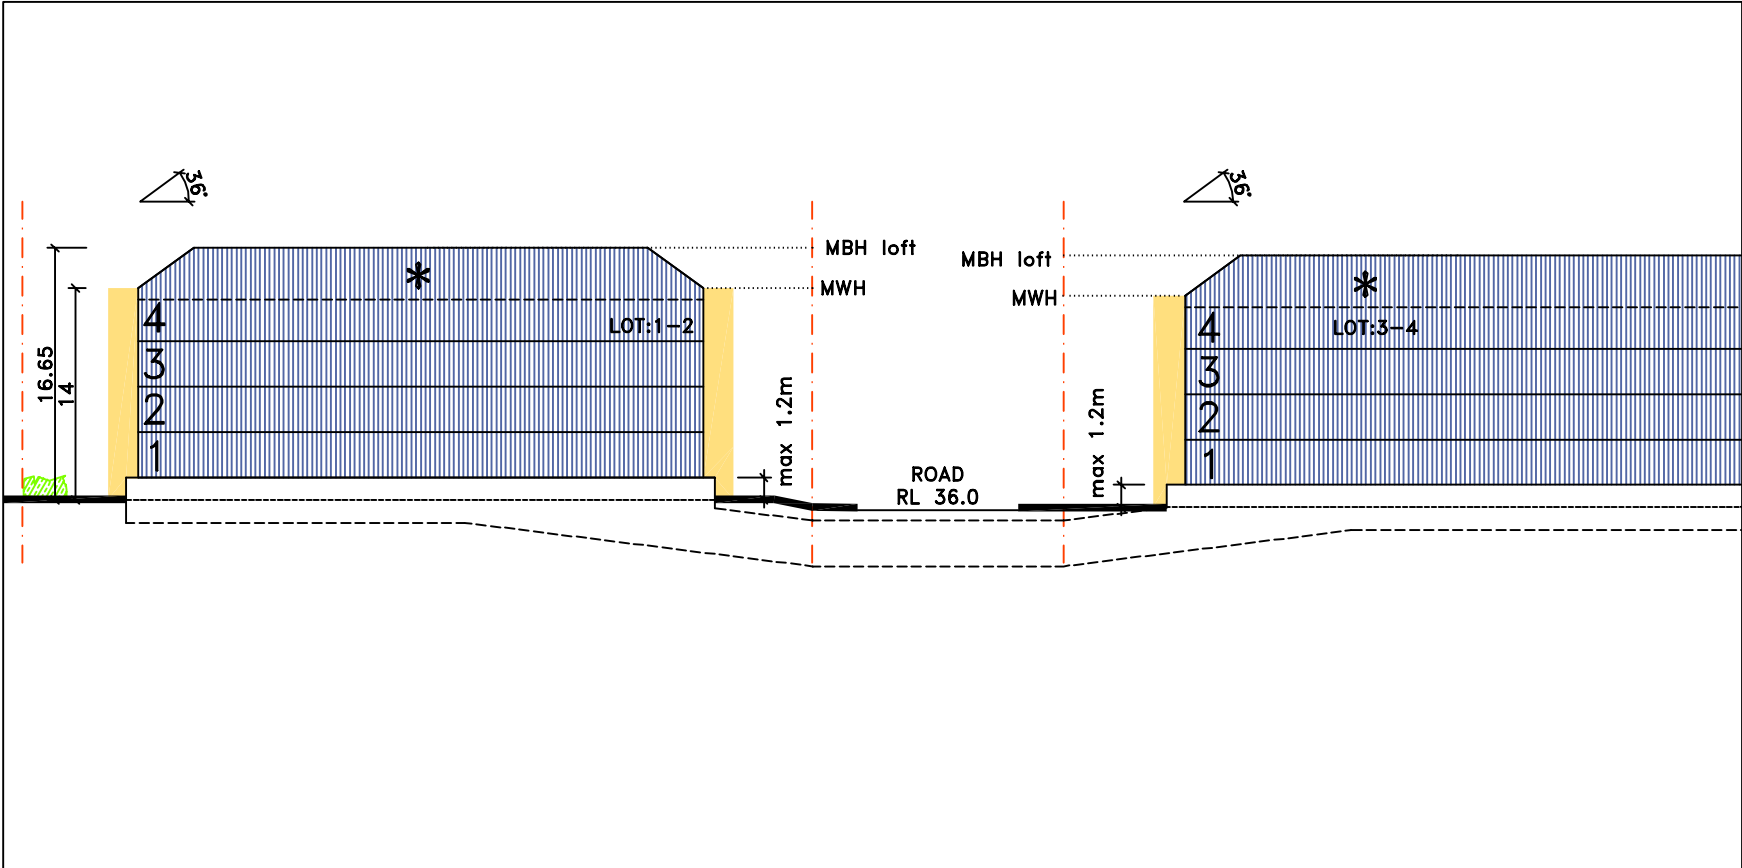 36°
36°
MBH loft
MBH loft
*
*
MWH
MWH
4
LOT:1-2
4
LOT:3-4
16.65
14
3
3
max 1.2m
max 1.2m
2
2
1
1
ROAD
RL 36.0